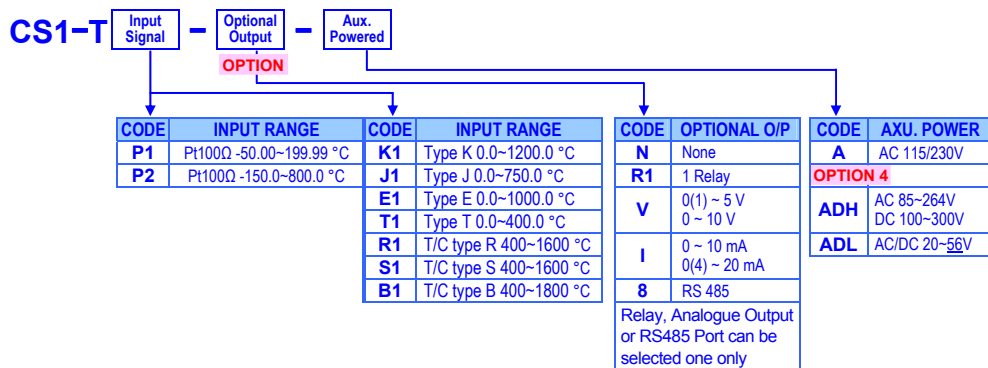 CS1-T Input Signal - Optional Output - Aux. Powered
OPTION
CODE INPUT RANGE
P1 Pt100Ω -50.00~199.99 °C
P2 Pt100Ω -150.0~800.0 °C
CODE INPUT RANGE
K1 Type K 0.0~1200.0 °C
J1 Type J 0.0~750.0 °C
E1 Type E 0.0~1000.0 °C
T1 Type T 0.0~400.0 °C
R1 T/C type R 400~1600 °C
S1 T/C type S 400~1600 °C
B1 T/C type B 400~1800 °C
CODE OPTIONAL O/P
N None
R1 1 Relay
V 0(1) ~ 5 V
0 ~ 10 V
I 0 ~ 10 mA
0(4) ~ 20 mA
8 RS 485
Relay, Analogue Output
or RS485 Port can be
selected one only
CODE AXU. POWER
A AC 115/230V
OPTION 4
ADH AC 85~264V
DC 100~300V
ADL AC/DC 20~56V